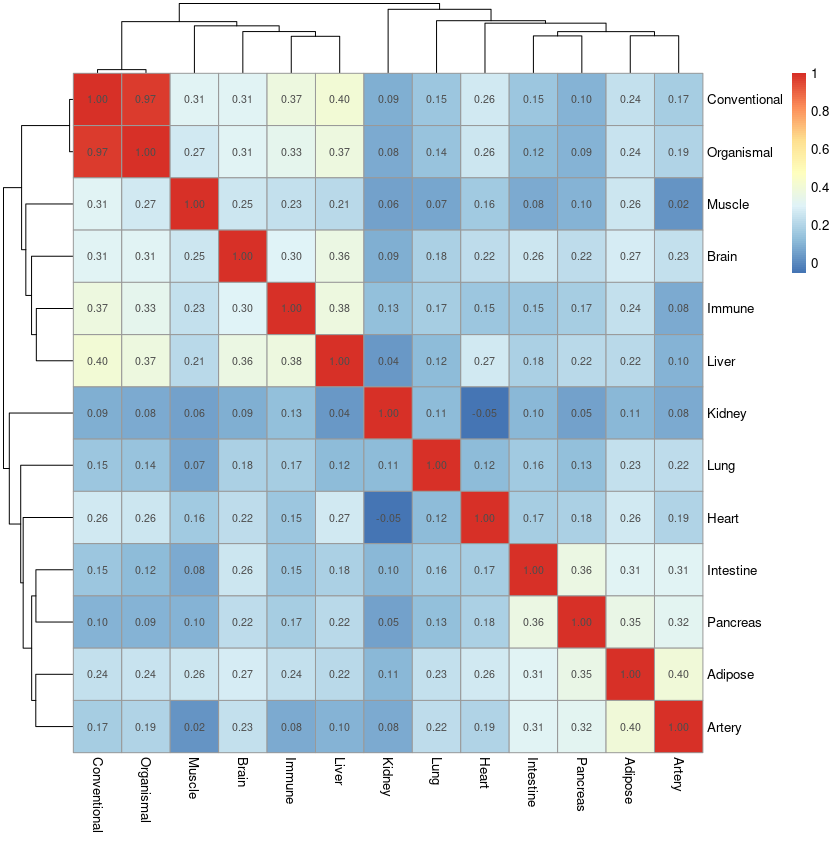 1.00 0.97 0.31 0.31 0.37 0.40 0.09 0.15 0.26 0.15 0.10 0.24 0.17 Conventional
0.97 1.00 0.27 0.31 0.33 0.37 0.08 0.14 0.26 0.12 0.09 0.24 0.19 Organismal
0.31 0.27 1.00 0.25 0.23 0.21 0.06 0.07 0.16 0.08 0.10 0.26 0.02 Muscle
0.31 0.31 0.25 1.00 0.30 0.36 0.09 0.18 0.22 0.26 0.22 0.27 0.23 Brain
0.37 0.33 0.23 0.30 1.00 0.38 0.13 0.17 0.15 0.15 0.17 0.24 0.08 Immune
0.40 0.37 0.21 0.36 0.38 1.00 0.04 0.12 0.27 0.18 0.22 0.22 0.10 Liver
0.09 0.08 0.06 0.09 0.13 0.04 1.00 0.11 -0.05 0.10 0.05 0.11 0.08 Kidney
0.15 0.14 0.07 0.18 0.17 0.12 0.11 1.00 0.12 0.16 0.13 0.23 0.22 Lung
0.26 0.26 0.16 0.22 0.15 0.27 -0.05 0.12 1.00 0.17 0.18 0.26 0.19 Heart
0.15 0.12 0.08 0.26 0.15 0.18 0.10 0.16 0.17 1.00 0.36 0.31 0.31 Intestine
0.10 0.09 0.10 0.22 0.17 0.22 0.05 0.13 0.18 0.36 1.00 0.35 0.32 Pancreas
0.24 0.24 0.26 0.27 0.24 0.22 0.11 0.23 0.26 0.31 0.35 1.00 0.40 Adipose
0.17 0.19 0.02 0.23 0.08 0.10 0.08 0.22 0.19 0.31 0.32 0.40 1.00 Artery
Conventional
Organismal
Muscle
Brain
Immune
Liver
Kidney
Lung
Heart
Intestine
Pancreas
Adipose
Artery
1
0.8
0.6
0.4
0.2
0